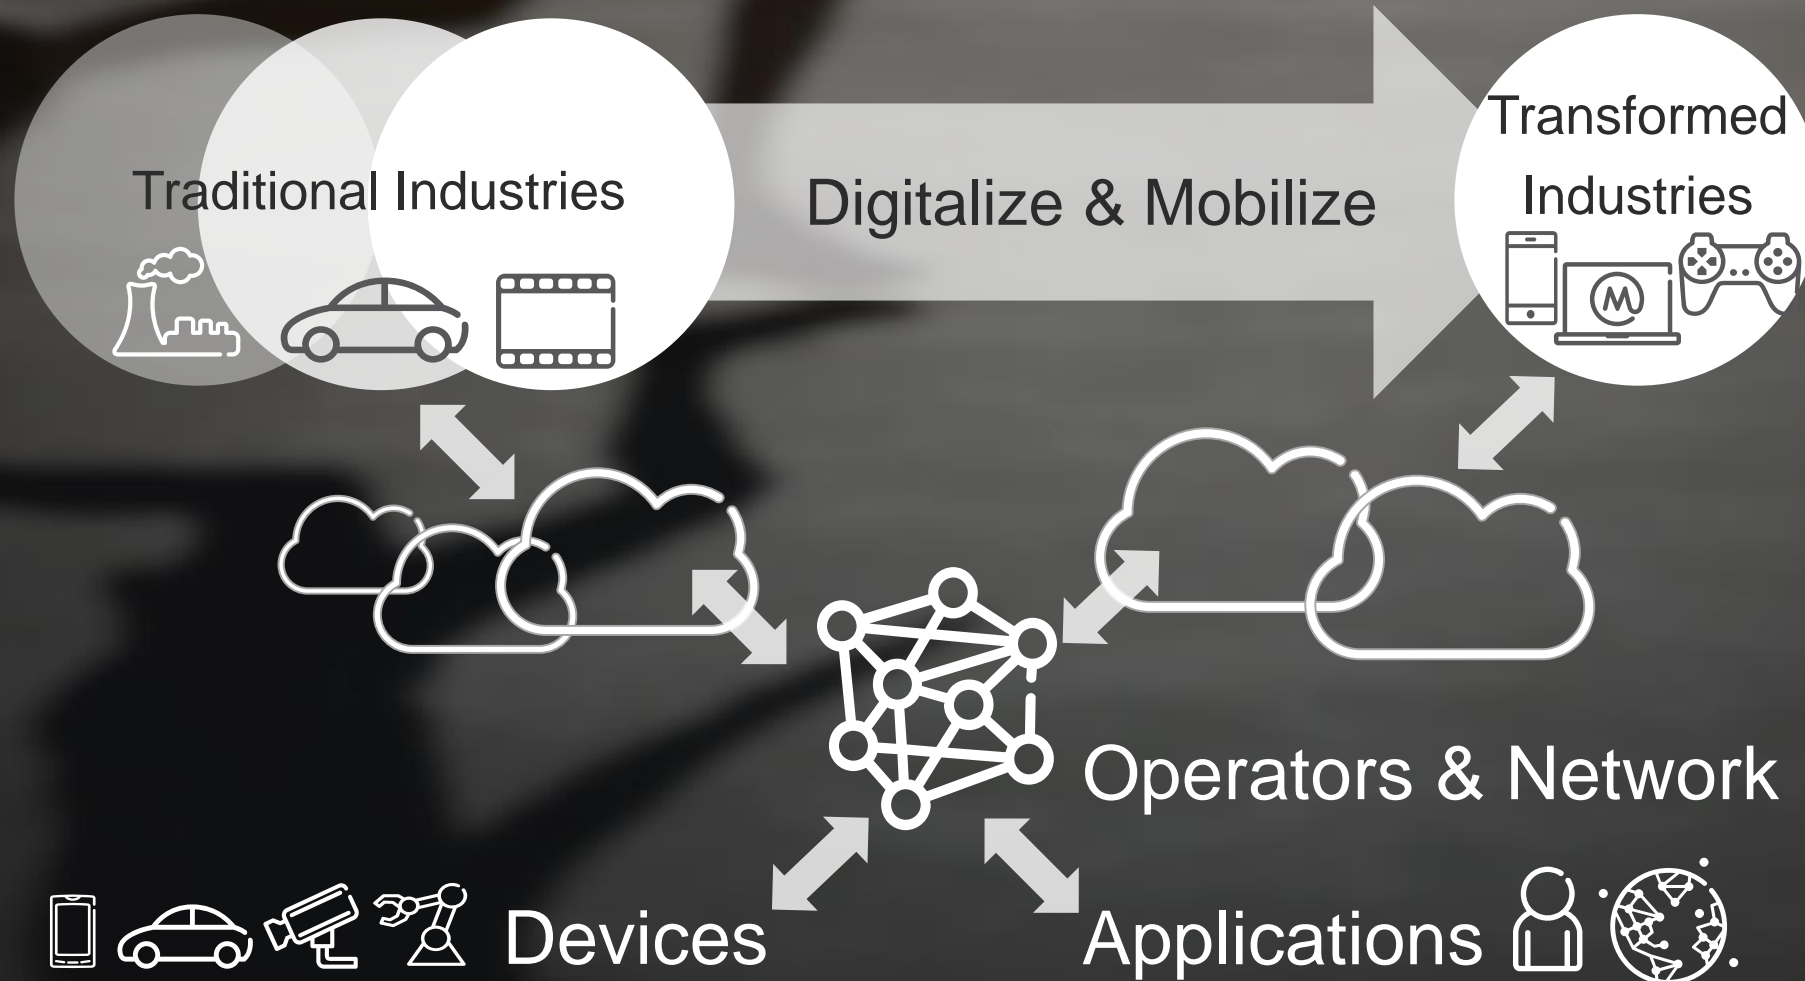 Traditional Industries
Digitalize & Mobilize
Transformed
Industries
Operators & Network
Devices
Applications